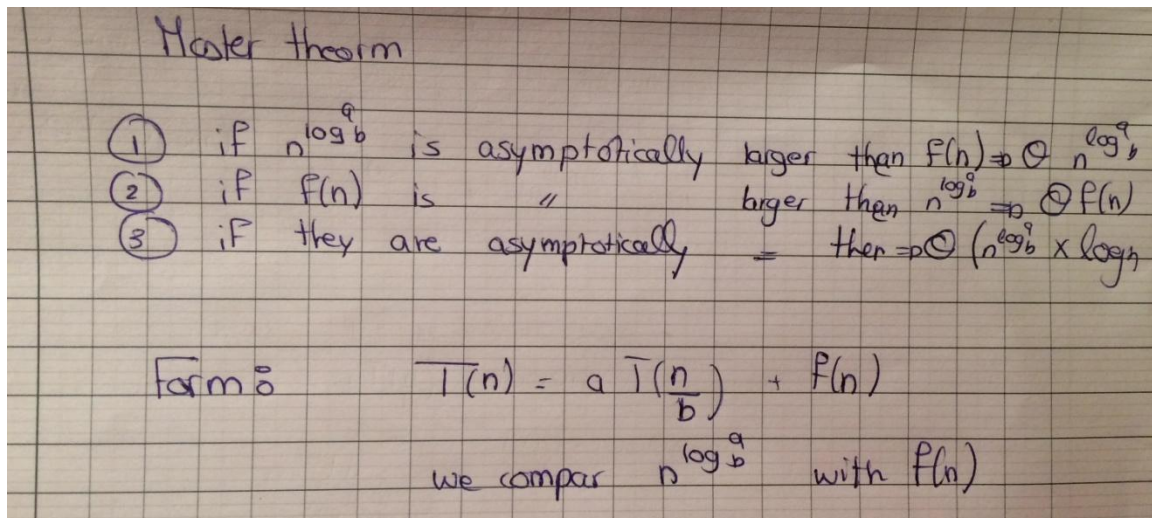 Master theorm
① if n^log_b^a is asymptotically larger than f(n) ⇒ Θ n^log_b^a
② if f(n) is " larger than n^log_b^a ⇒ Θ f(n)
③ if they are asymptotically = then ⇒ Θ (n^log_b^a × logn
Form: T(n) = a T(n/b) + f(n)
we compar n^log_b^a with f(n)